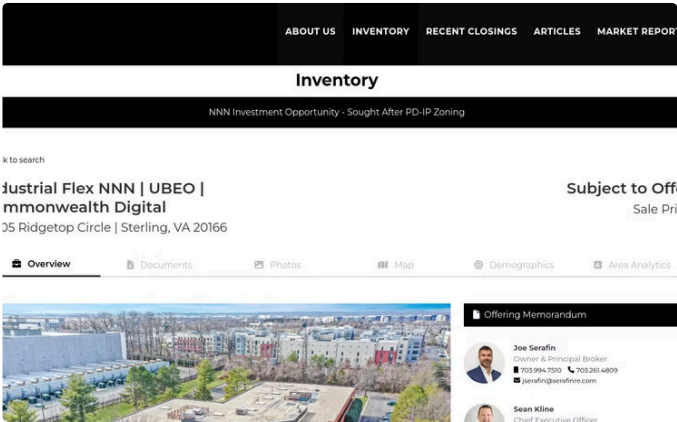 ABOUT US INVENTORY RECENT CLOSINGS ARTICLES MARKET REPOR
Inventory
NNN Investment Opportunity - Sought After PD-IP Zoning
k to search
dustrial Flex NNN | UBEO |
mmonwealth Digital
05 Ridgetop Circle | Sterling, VA 20166
Subject to Off
Sale Pri
Overview Documents Photos Map Demographics Area Analytics
Offering Memorandum
Joe Serafin
Owner & Principal Broker
703.994.7510 703.261.4809
jserafin@serafinre.com
Sean Kline
Chief Executive Officer